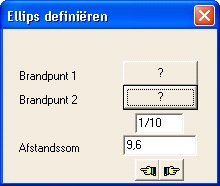 Ellips definiëren
Brandpunt 1 ?
Brandpunt 2 ?
1/10
Afstandssom 9,6